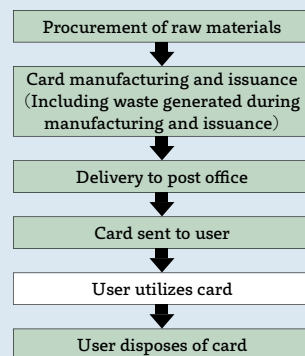 Procurement of raw materials
Card manufacturing and issuance
（Including waste generated during
manufacturing and issuance）
Delivery to post office
Card sent to user
User utilizes card
User disposes of card